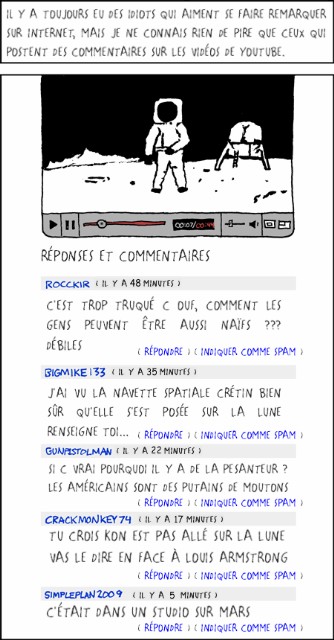 IL Y A TOUJOURS EU DES IDIOTS QUI AIMENT SE FAIRE REMARQUER
SUR INTERNET, MAIS JE NE CONNAIS RIEN DE PIRE QUE CEUX QUI
POSTENT DES COMMENTAIRES SUR LES VIDÉOS DE YOUTUBE.
00:02/00:44
RÉPONSES ET COMMENTAIRES
ROCCKIR ( IL Y A 48 MINUTES )
C'EST TROP TRUQUÉ C OUF, COMMENT LES
GENS PEUVENT ÊTRE AUSSI NAÏFS ???
DÉBILES
( RÉPONDRE ) ( INDIQUER COMME SPAM )
BIGMIKE133 ( IL Y A 35 MINUTES )
J'AI VU LA NAVETTE SPATIALE CRÉTIN BIEN
SÛR QU'ELLE S'EST POSÉE SUR LA LUNE
RENSEIGNE TOI...
( RÉPONDRE ) ( INDIQUER COMME SPAM )
GUNPISTOLMAN ( IL Y A 22 MINUTES )
SI C VRAI POURQUOI IL Y A DE LA PESANTEUR ?
LES AMÉRICAINS SONT DES PUTAINS DE MOUTONS
( RÉPONDRE ) ( INDIQUER COMME SPAM )
CRACKMONKEY74 ( IL Y A 17 MINUTES )
TU CROIS KON EST PAS ALLÉ SUR LA LUNE
VAS LE DIRE EN FACE À LOUIS ARMSTRONG
( RÉPONDRE ) ( INDIQUER COMME SPAM )
SIMPLEPLAN2009 ( IL Y A 5 MINUTES )
C'ÉTAIT DANS UN STUDIO SUR MARS
( RÉPONDRE ) ( INDIQUER COMME SPAM )